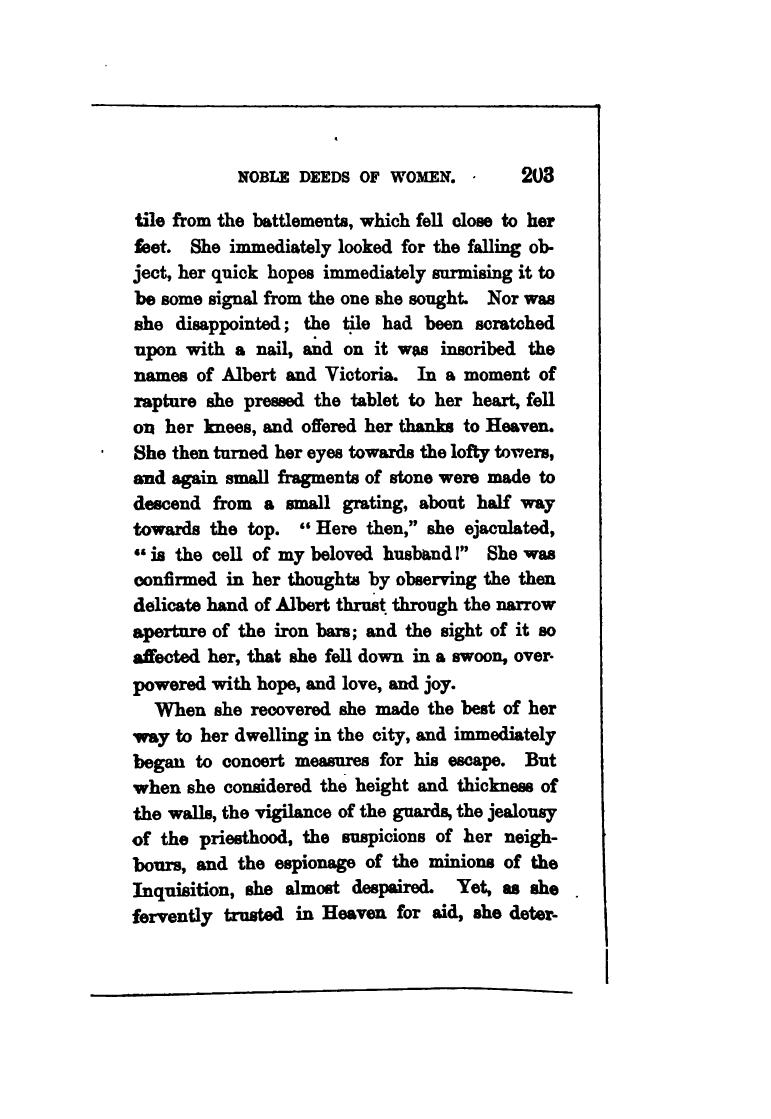 NOBLE DEEDS OF WOMEN. 203
tile from the battlements, which fell close to her
feet. She immediately looked for the falling ob-
ject, her quick hopes immediately surmising it to
be some signal from the one she sought. Nor was
she disappointed; the tile had been scratched
upon with a nail, and on it was inscribed the
names of Albert and Victoria. In a moment of
rapture she pressed the tablet to her heart, fell
on her knees, and offered her thanks to Heaven.
She then turned her eyes towards the lofty towers,
and again small fragments of stone were made to
descend from a small grating, about half way
towards the top. “Here then,” she ejaculated,
“is the cell of my beloved husband!” She was
confirmed in her thoughts by observing the then
delicate hand of Albert thrust through the narrow
aperture of the iron bars; and the sight of it so
affected her, that she fell down in a swoon, over-
powered with hope, and love, and joy.
When she recovered she made the best of her
way to her dwelling in the city, and immediately
began to concert measures for his escape. But
when she considered the height and thickness of
the walls, the vigilance of the guards, the jealousy
of the priesthood, the suspicions of her neigh-
bours, and the espionage of the minions of the
Inquisition, she almost despaired. Yet, as she
fervently trusted in Heaven for aid, she deter-